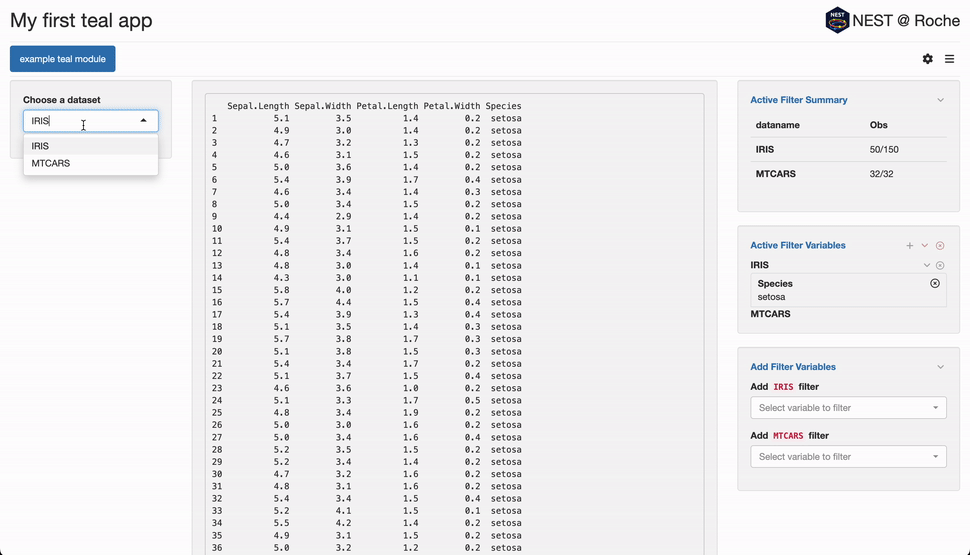 My first teal app
NEST
NEST @ Roche
example teal module
Choose a dataset
IRIS
IRIS
MTCARS
Sepal.Length Sepal.Width Petal.Length Petal.Width Species
1 5.1 3.5 1.4 0.2 setosa
2 4.9 3.0 1.4 0.2 setosa
3 4.7 3.2 1.3 0.2 setosa
4 4.6 3.1 1.5 0.2 setosa
5 5.0 3.6 1.4 0.2 setosa
6 5.4 3.9 1.7 0.4 setosa
7 4.6 3.4 1.4 0.3 setosa
8 5.0 3.4 1.5 0.2 setosa
9 4.4 2.9 1.4 0.2 setosa
10 4.9 3.1 1.5 0.1 setosa
11 5.4 3.7 1.5 0.2 setosa
12 4.8 3.4 1.6 0.2 setosa
13 4.8 3.0 1.4 0.1 setosa
14 4.3 3.0 1.1 0.1 setosa
15 5.8 4.0 1.2 0.2 setosa
16 5.7 4.4 1.5 0.4 setosa
17 5.4 3.9 1.3 0.4 setosa
18 5.1 3.5 1.4 0.3 setosa
19 5.7 3.8 1.7 0.3 setosa
20 5.1 3.8 1.5 0.3 setosa
21 5.4 3.4 1.7 0.2 setosa
22 5.1 3.7 1.5 0.4 setosa
23 4.6 3.6 1.0 0.2 setosa
24 5.1 3.3 1.7 0.5 setosa
25 4.8 3.4 1.9 0.2 setosa
26 5.0 3.0 1.6 0.2 setosa
27 5.0 3.4 1.6 0.4 setosa
28 5.2 3.5 1.5 0.2 setosa
29 5.2 3.4 1.4 0.2 setosa
30 4.7 3.2 1.6 0.2 setosa
31 4.8 3.1 1.6 0.2 setosa
32 5.4 3.4 1.5 0.4 setosa
33 5.2 4.1 1.5 0.1 setosa
34 5.5 4.2 1.4 0.2 setosa
35 4.9 3.1 1.5 0.2 setosa
36 5.0 3.2 1.2 0.2 setosa
Active Filter Summary
dataname Obs
IRIS 50/150
MTCARS 32/32
Active Filter Variables
IRIS
Species
setosa
MTCARS
Add Filter Variables
Add IRIS filter
Select variable to filter
Add MTCARS filter
Select variable to filter